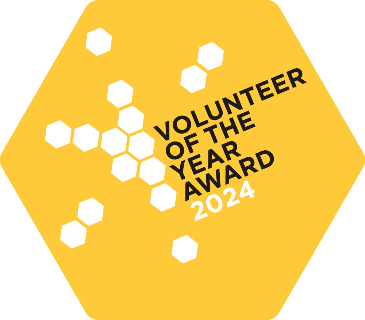 VOLUNTEER
OF THE
YEAR
AWARD
2024